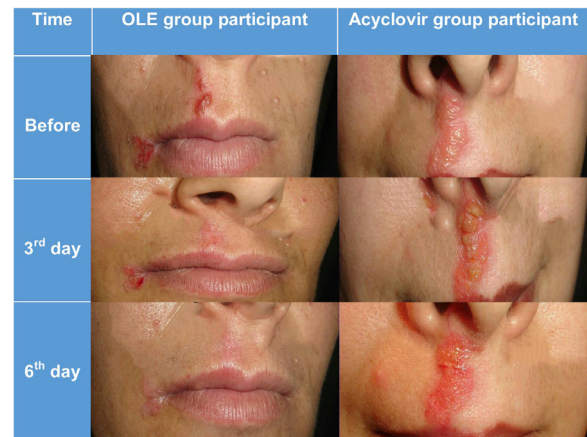 Time OLE group participant Acyclovir group participant
Before
3rd day
6th day